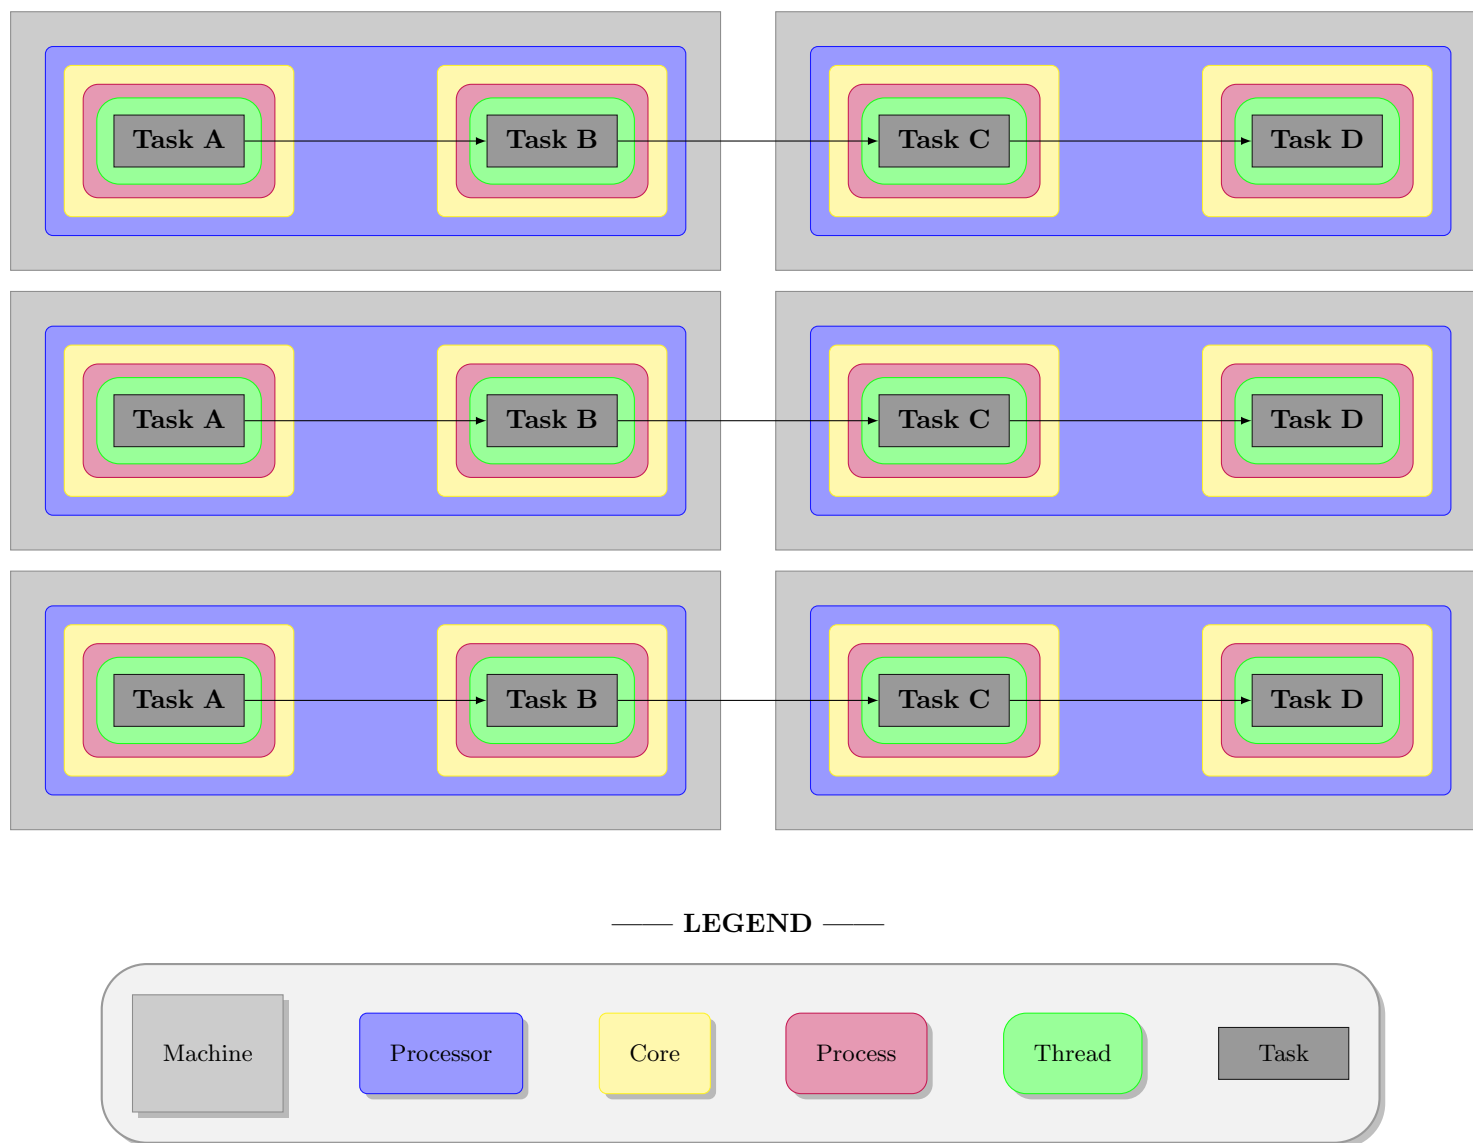 Task A Task B Task C Task D
Task A Task B Task C Task D
Task A Task B Task C Task D
—— LEGEND ——
Machine Processor Core Process Thread Task